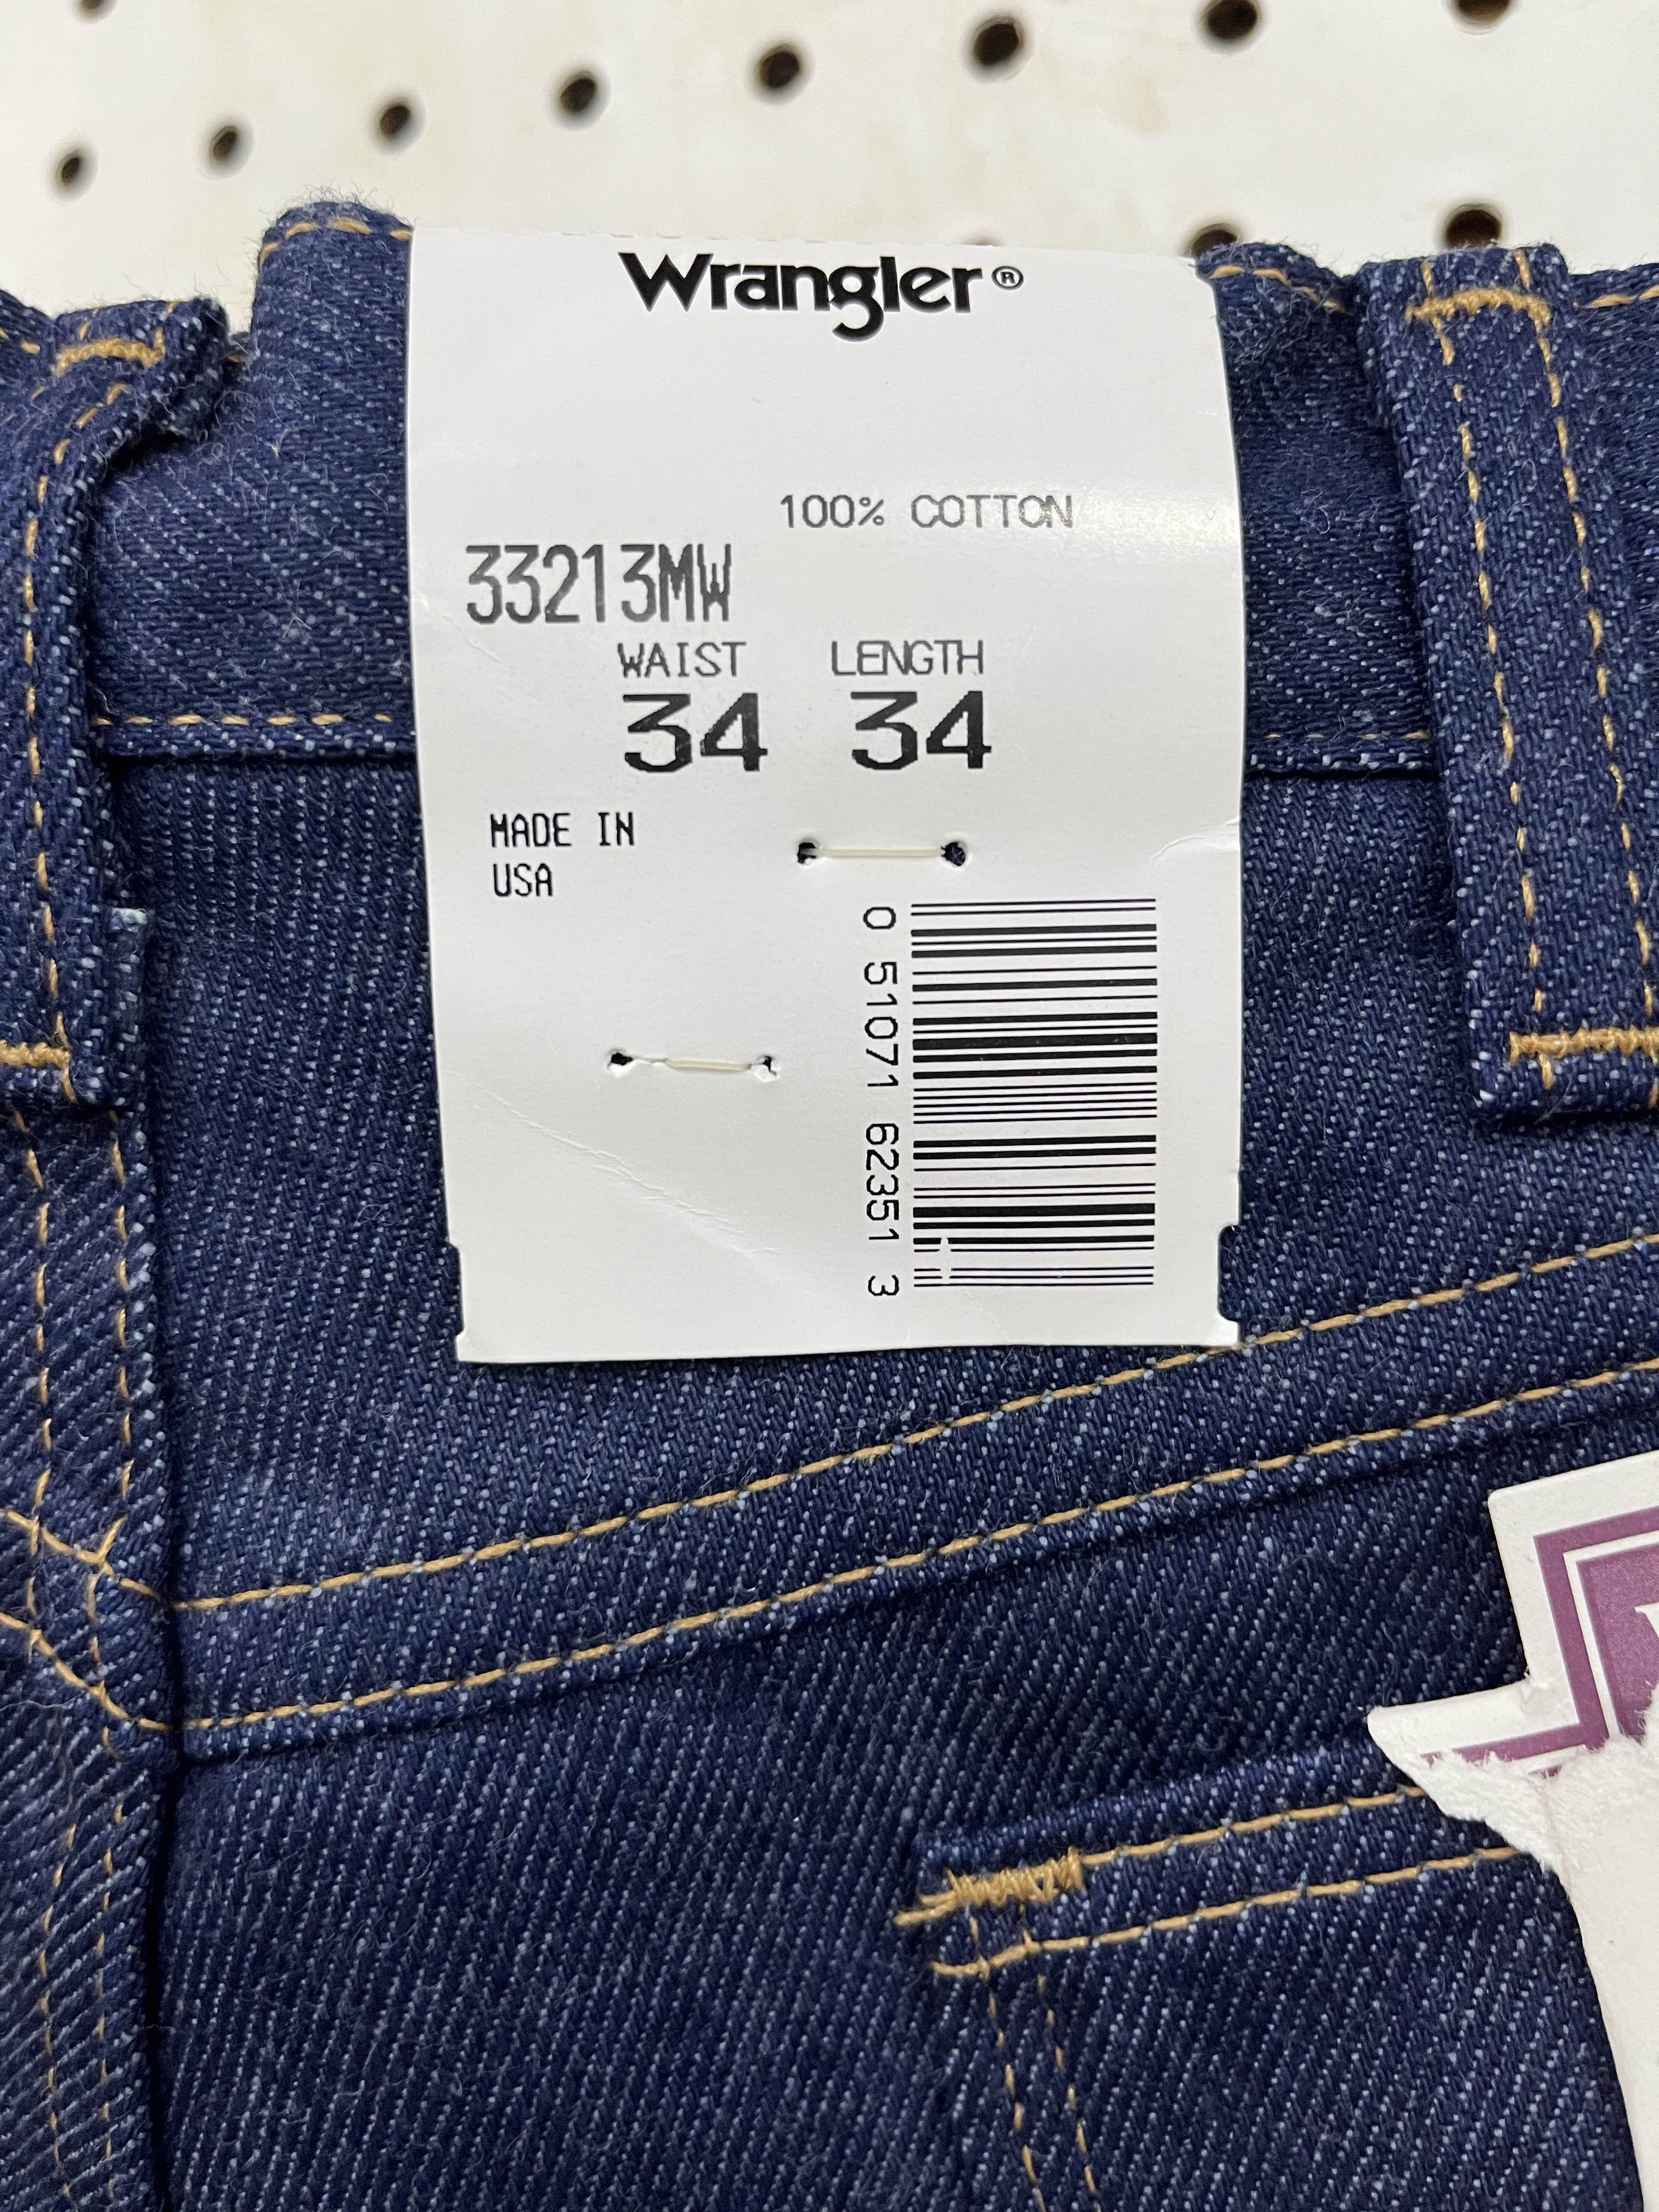 Wrangler®
100% COTTON
33213MW
WAIST LENGTH
34 34
MADE IN
USA
0 51071 62351 3